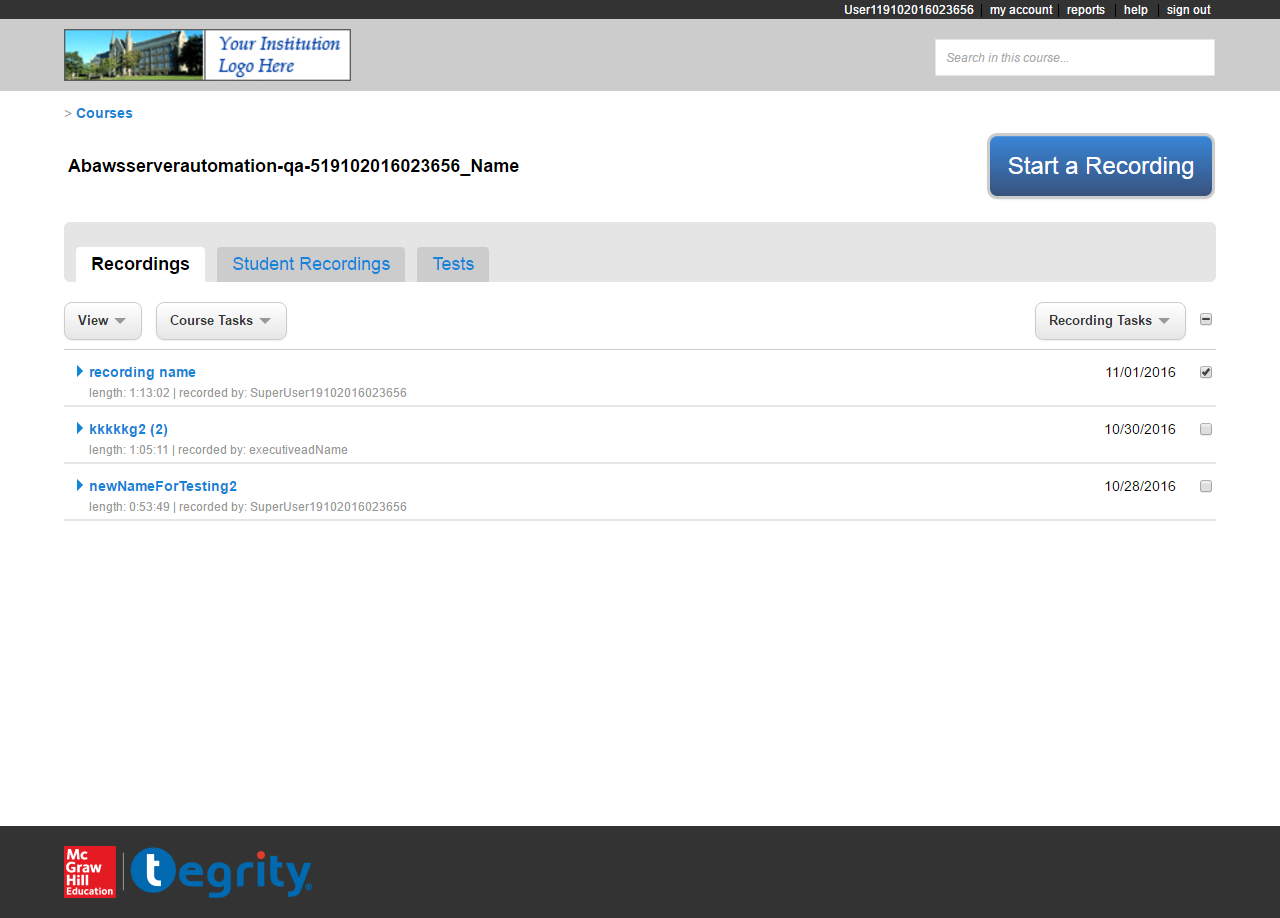 User119102016023656 my account reports help sign out
Your Institution
Logo Here
Search in this course...
> Courses
Abawsserverautomation-qa-519102016023656_Name
Start a Recording
Recordings Student Recordings Tests
View Course Tasks Recording Tasks
recording name 11/01/2016
length: 1:13:02 | recorded by: SuperUser19102016023656
kkkkkg2 (2) 10/30/2016
length: 1:05:11 | recorded by: executiveadName
newNameForTesting2 10/28/2016
length: 0:53:49 | recorded by: SuperUser19102016023656
Mc
Graw
Hill
Education
tegrity®